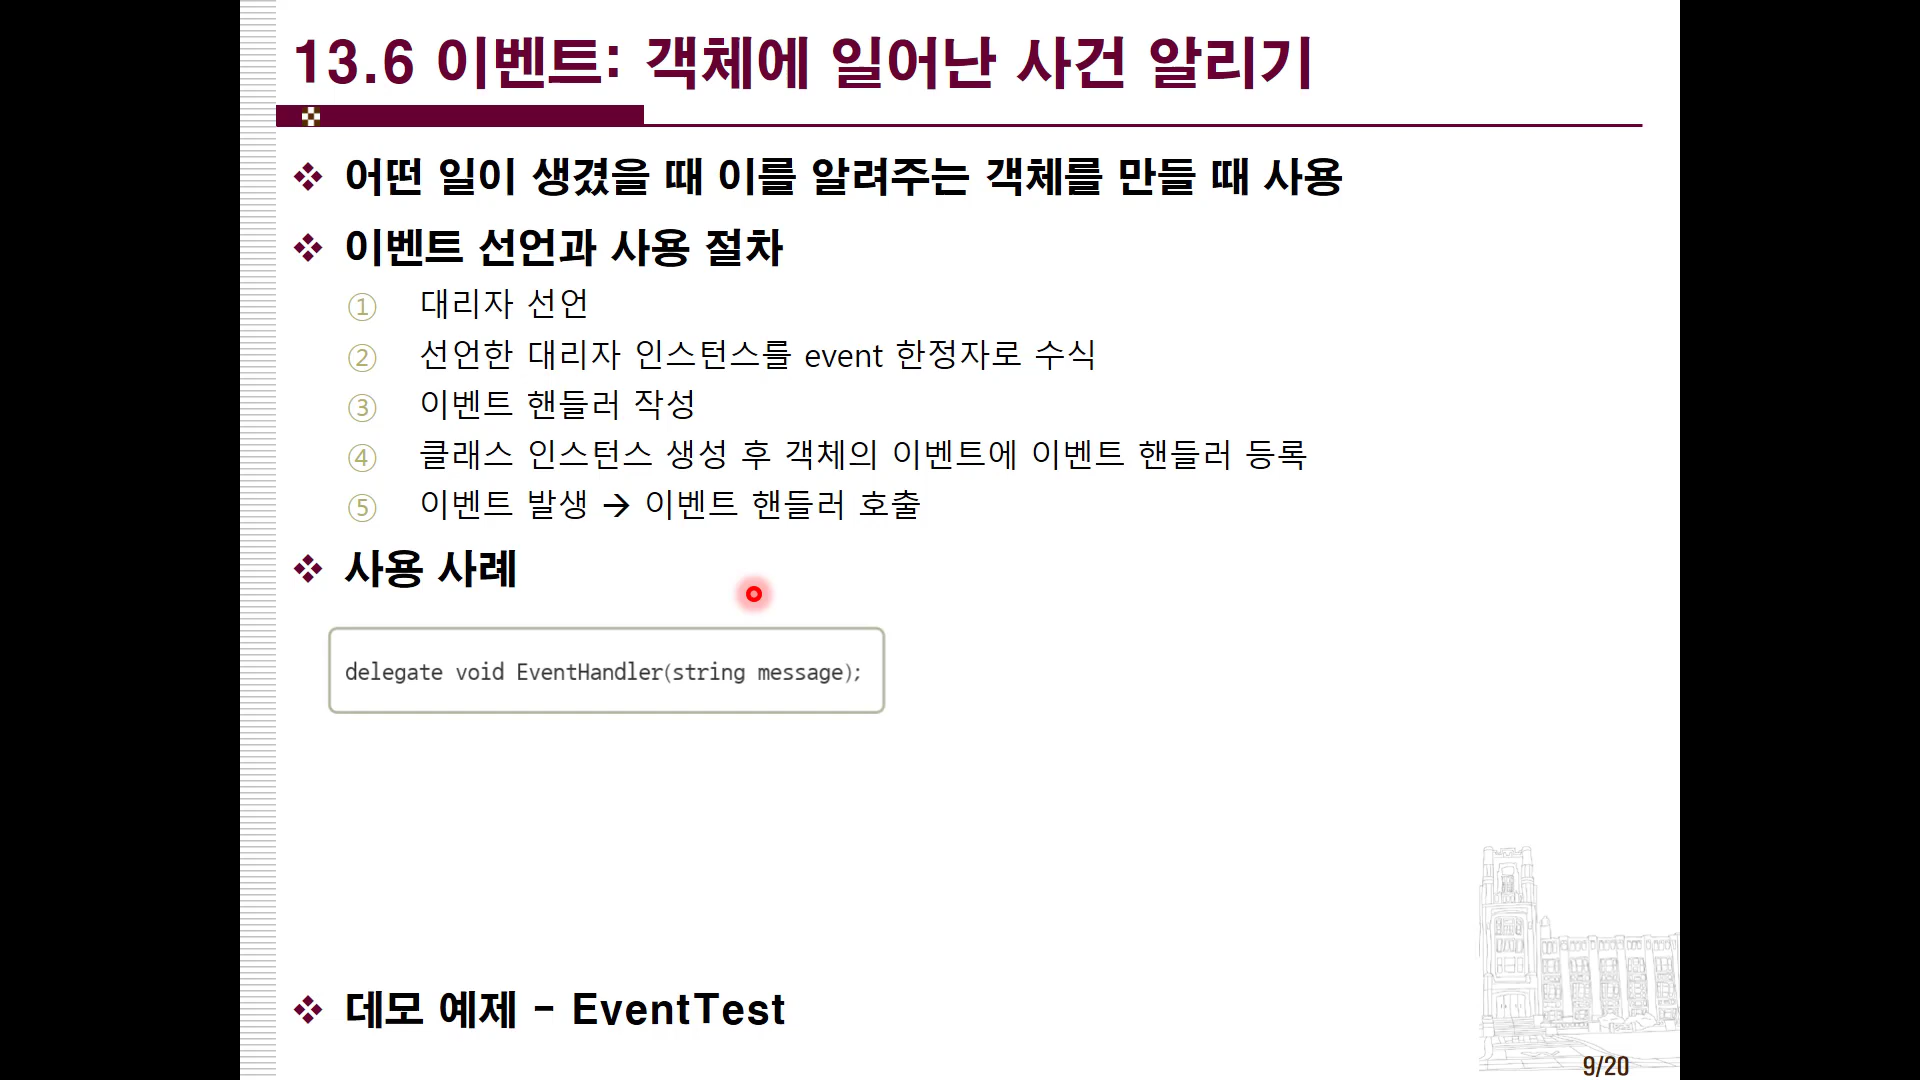 13.6 이벤트: 객체에 일어난 사건 알리기
어떤 일이 생겼을 때 이를 알려주는 객체를 만들 때 사용
이벤트 선언과 사용 절차
① 대리자 선언
② 선언한 대리자 인스턴스를 event 한정자로 수식
③ 이벤트 핸들러 작성
④ 클래스 인스턴스 생성 후 객체의 이벤트에 이벤트 핸들러 등록
⑤ 이벤트 발생 → 이벤트 핸들러 호출
사용 사례
delegate void EventHandler(string message);
데모 예제 – EventTest
9/20